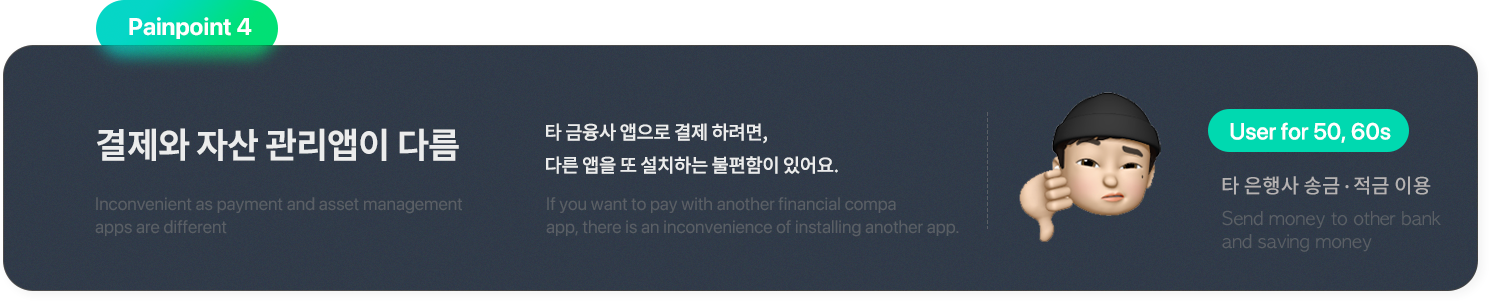 Painpoint 4
결제와 자산 관리앱이 다름
Inconvenient as payment and asset management
apps are different
타 금융사 앱으로 결제 하려면,
다른 앱을 또 설치하는 불편함이 있어요.
If you want to pay with another financial compa
app, there is an inconvenience of installing another app.
User for 50, 60s
타 은행사 송금 · 적금 이용
Send money to other bank
and saving money